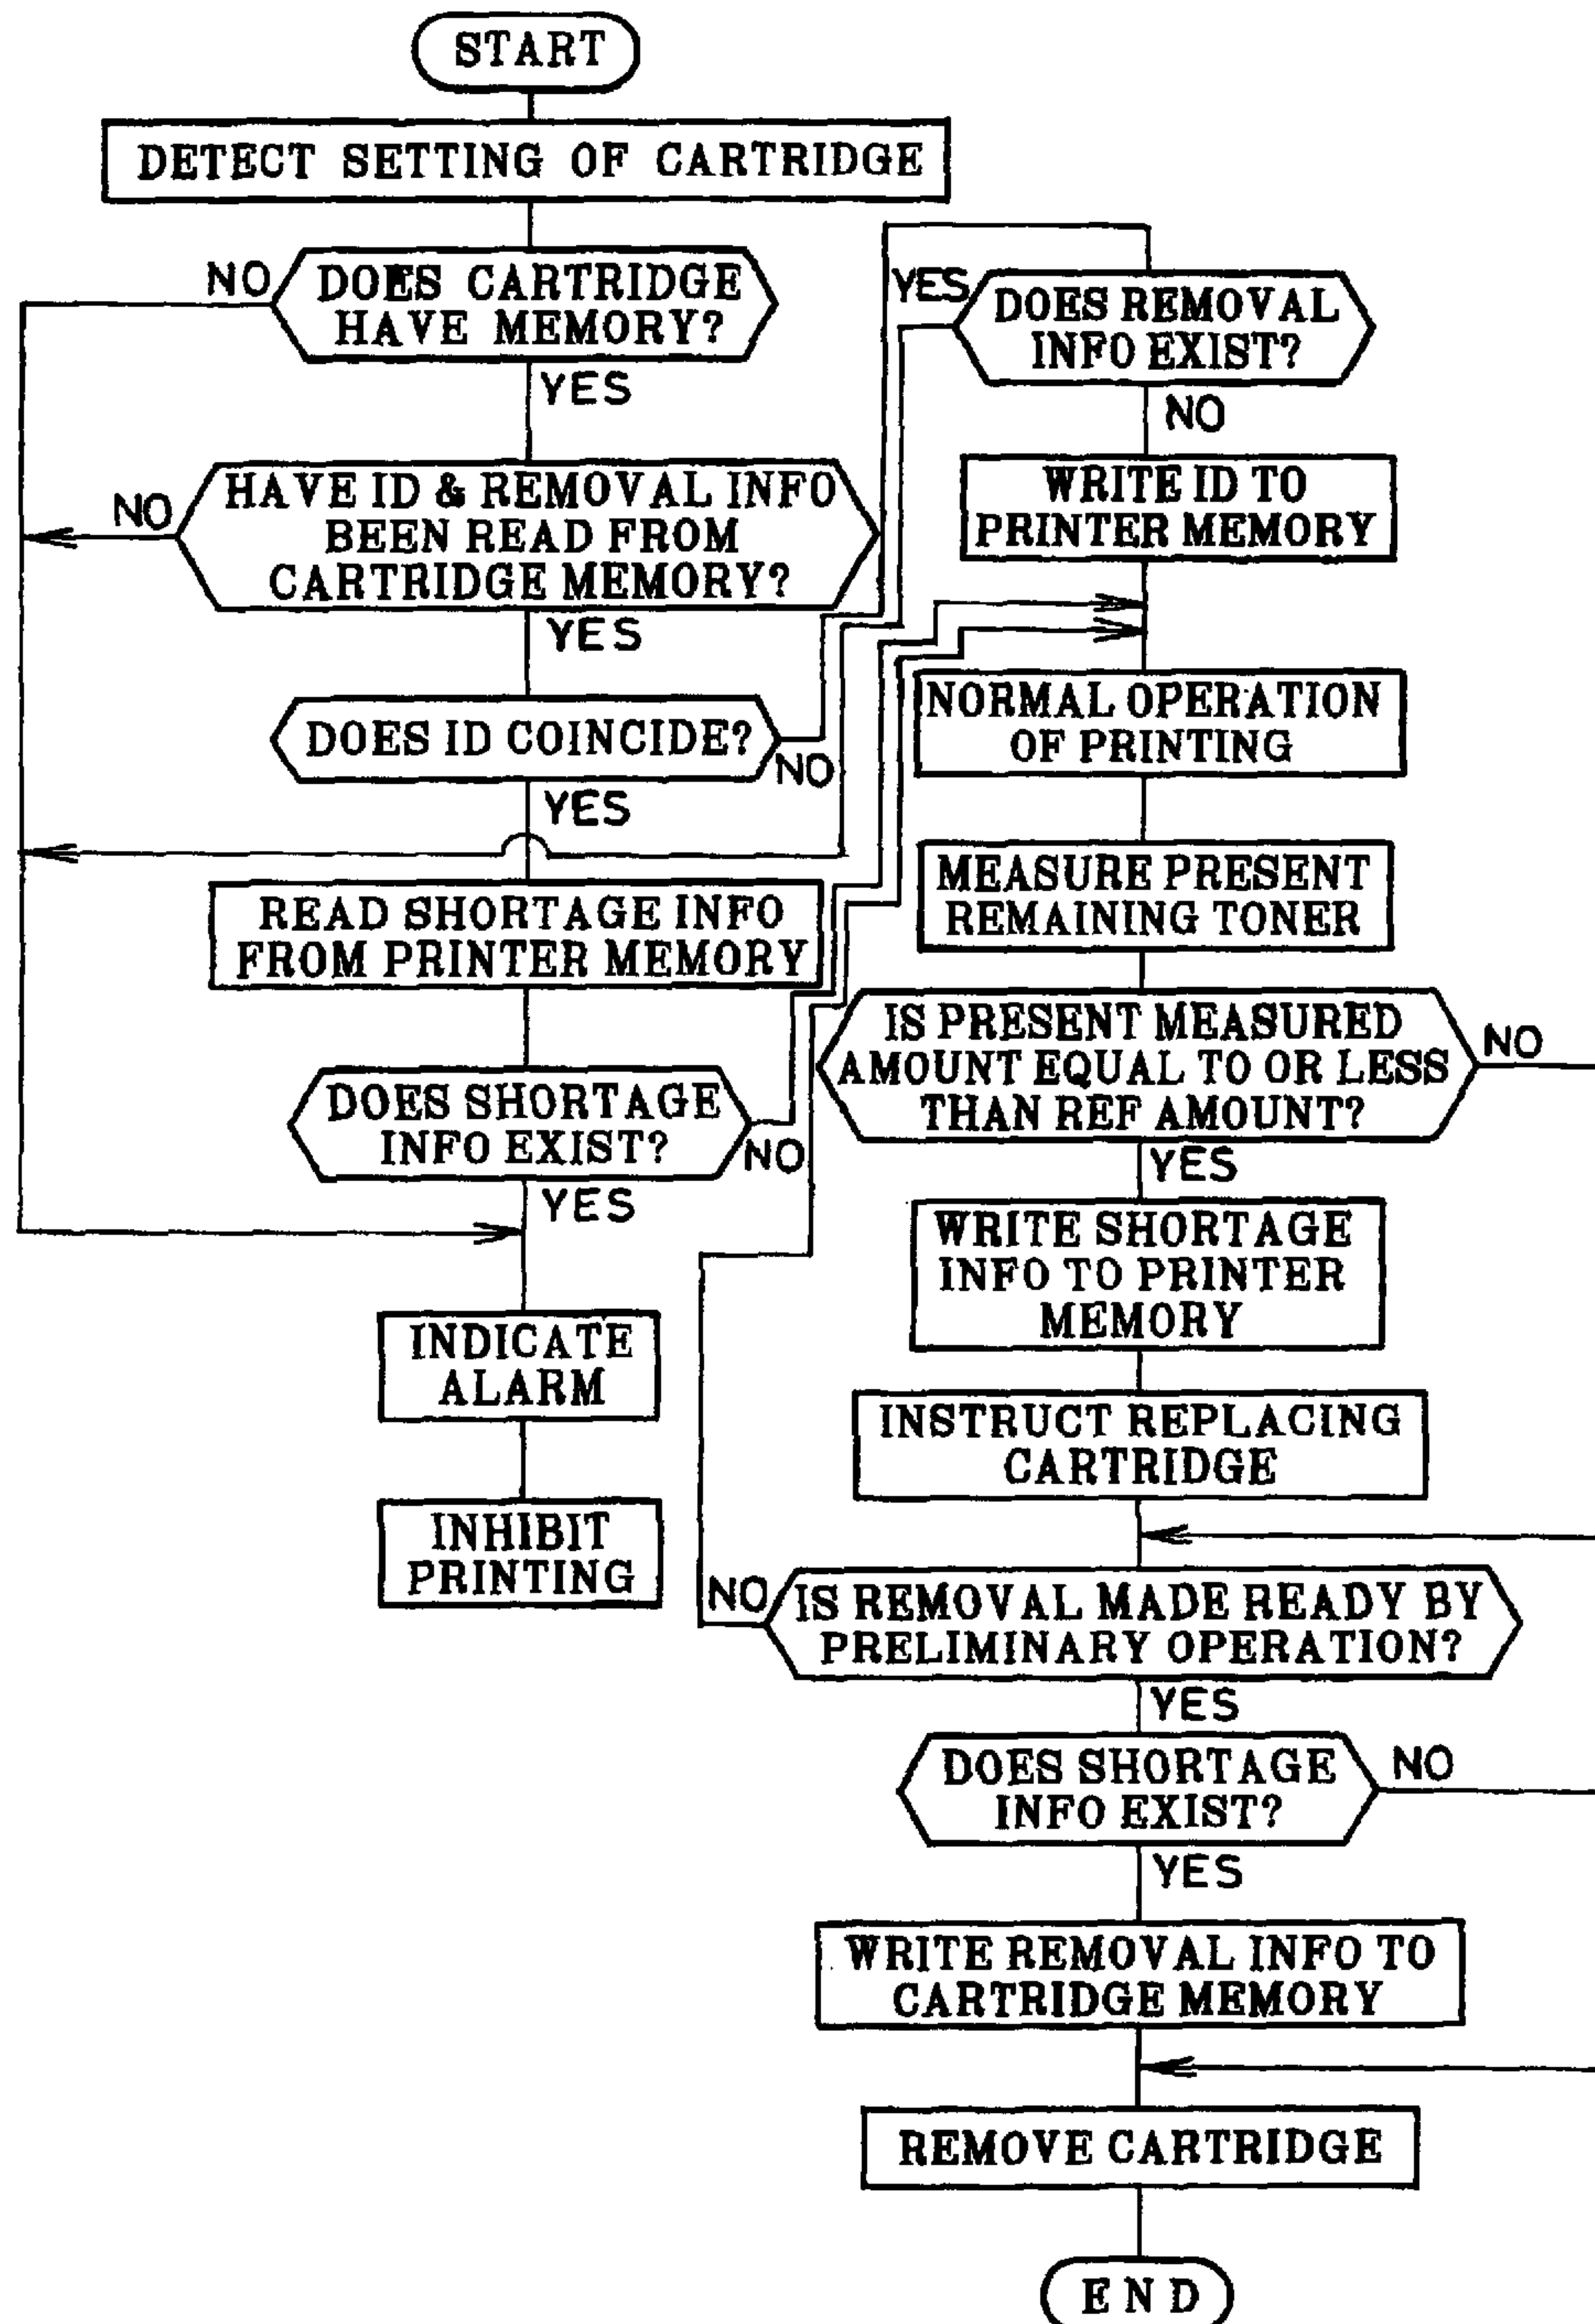 START
DETECT SETTING OF CARTRIDGE
NO
DOES CARTRIDGE
HAVE MEMORY?
YES
NO
HAVE ID & REMOVAL INFO
BEEN READ FROM
CARTRIDGE MEMORY?
YES
DOES ID COINCIDE?
NO
YES
READ SHORTAGE INFO
FROM PRINTER MEMORY
DOES SHORTAGE
INFO EXIST?
NO
YES
INDICATE
ALARM
INHIBIT
PRINTING
YES
DOES REMOVAL
INFO EXIST?
NO
WRITE ID TO
PRINTER MEMORY
NORMAL OPERATION
OF PRINTING
MEASURE PRESENT
REMAINING TONER
IS PRESENT MEASURED
AMOUNT EQUAL TO OR LESS
THAN REF AMOUNT?
NO
YES
WRITE SHORTAGE
INFO TO PRINTER
MEMORY
INSTRUCT REPLACING
CARTRIDGE
NO
IS REMOVAL MADE READY BY
PRELIMINARY OPERATION?
YES
DOES SHORTAGE
INFO EXIST?
NO
YES
WRITE REMOVAL INFO TO
CARTRIDGE MEMORY
REMOVE CARTRIDGE
END